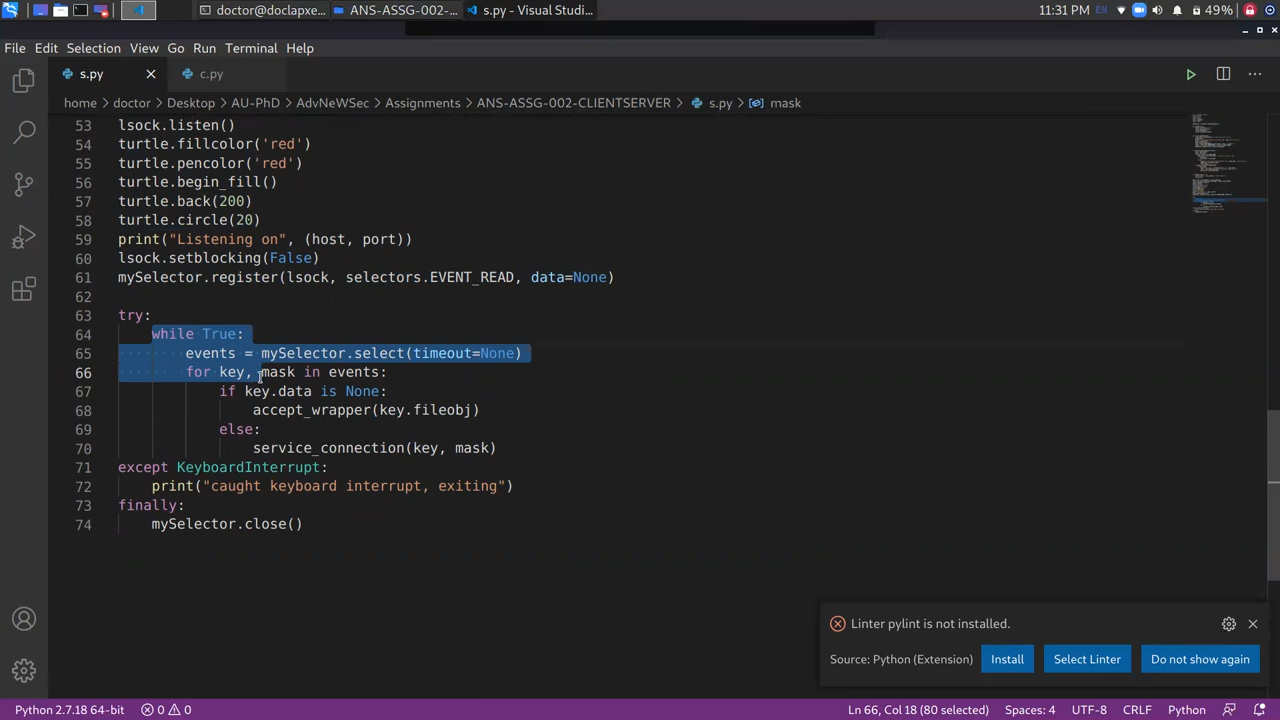 doctor@doclapxe...
ANS-ASSG-002-...
s.py - Visual Studi...
11:31 PM
EN
49%
File Edit Selection View Go Run Terminal Help
s.py
c.py
home > doctor > Desktop > AU-PhD > AdvNeWSec > Assignments > ANS-ASSG-002-CLIENTSERVER > s.py > mask
53 lsock.listen()
54 turtle.fillcolor('red')
55 turtle.pencolor('red')
56 turtle.begin_fill()
57 turtle.back(200)
58 turtle.circle(20)
59 print("Listening on", (host, port))
60 lsock.setblocking(False)
61 mySelector.register(lsock, selectors.EVENT_READ, data=None)
62
63 try:
64 while True:
65 events = mySelector.select(timeout=None)
66 for key, mask in events:
67 if key.data is None:
68 accept_wrapper(key.fileobj)
69 else:
70 service_connection(key, mask)
71 except KeyboardInterrupt:
72 print("caught keyboard interrupt, exiting")
73 finally:
74 mySelector.close()
Linter pylint is not installed.
Source: Python (Extension)
Install
Select Linter
Do not show again
Python 2.7.18 64-bit
0
0
Ln 66, Col 18 (80 selected)
Spaces: 4
UTF-8
CRLF
Python